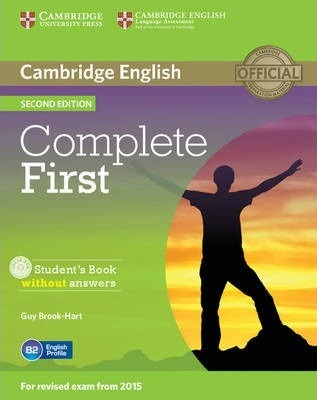 CAMBRIDGE
UNIVERSITY PRESS
CAMBRIDGE ENGLISH
Language Assessment
Part of the University of Cambridge
Cambridge English
OFFICIAL
SECOND EDITION
Complete
First
Student's Book
without answers
Guy Brook-Hart
B2
English
Profile
For revised exam from 2015